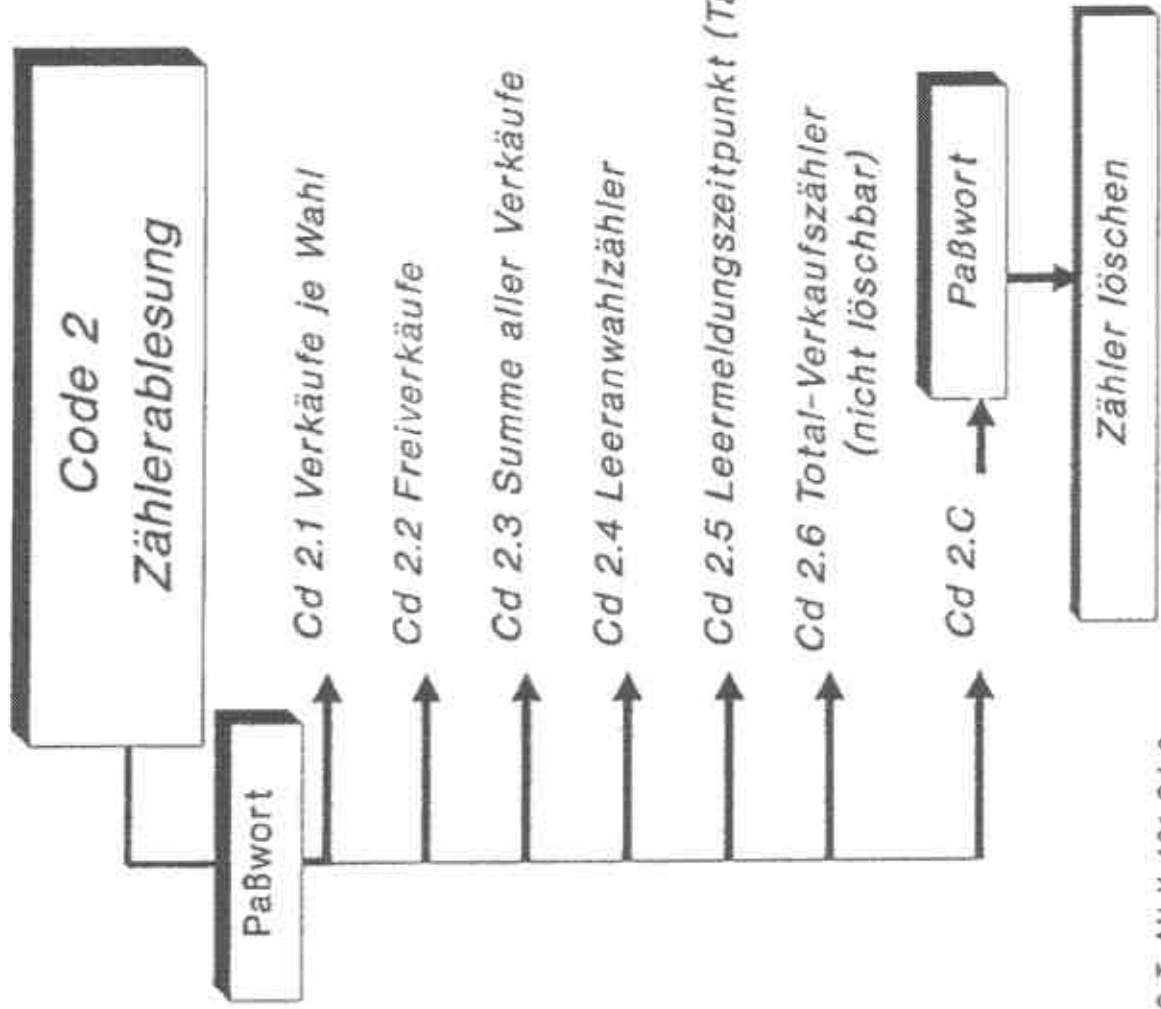 Code 2
Zählerablesung
Paßwort
Cd 2.1 Verkäufe je Wahl
Cd 2.2 Freiverkäufe
Cd 2.3 Summe aller Verkäufe
Cd 2.4 Leeranwahlzähler
Cd 2.5 Leermeldungszeitpunkt
Cd 2.6 Total-Verkaufszähler
(nicht löschbar)
Cd 2.C
Paßwort
Zähler löschen